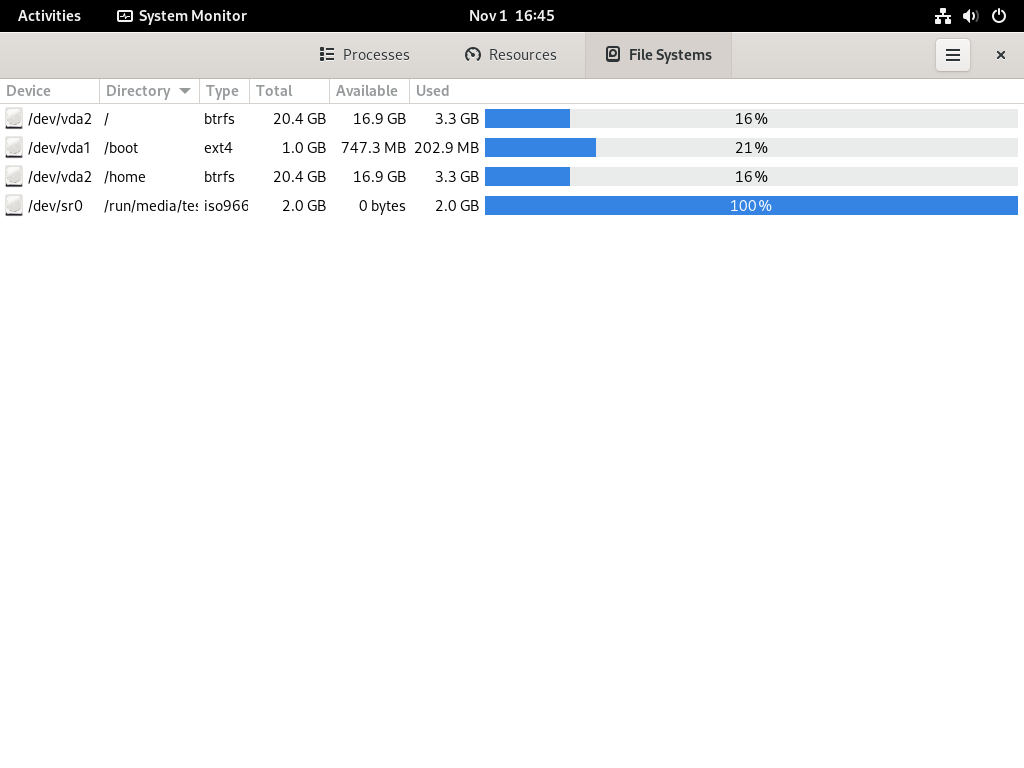 Activities System Monitor Nov 1 16:45
Processes Resources File Systems
Device Directory Type Total Available Used
/dev/vda2 / btrfs 20.4 GB 16.9 GB 3.3 GB 16%
/dev/vda1 /boot ext4 1.0 GB 747.3 MB 202.9 MB 21%
/dev/vda2 /home btrfs 20.4 GB 16.9 GB 3.3 GB 16%
/dev/sr0 /run/media/tes iso966 2.0 GB 0 bytes 2.0 GB 100%